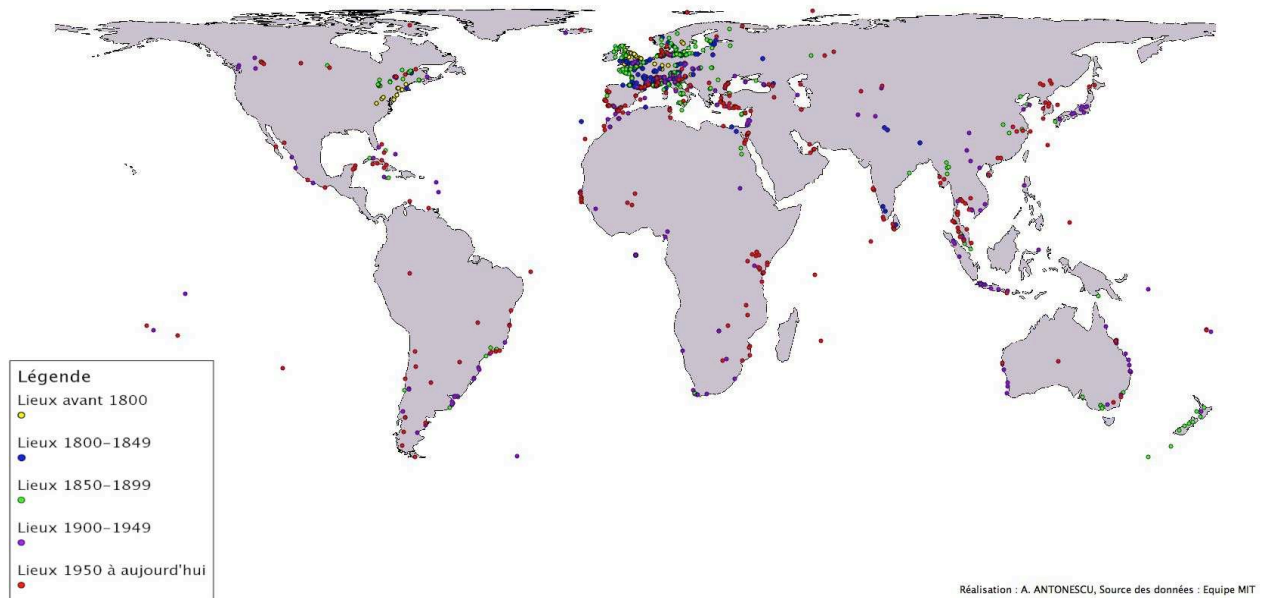 Légende
Lieux avant 1800
Lieux 1800-1849
Lieux 1850-1899
Lieux 1900-1949
Lieux 1950 à aujourd'hui
Réalisation : A. ANTONESCU, Source des données : Equipe MIT